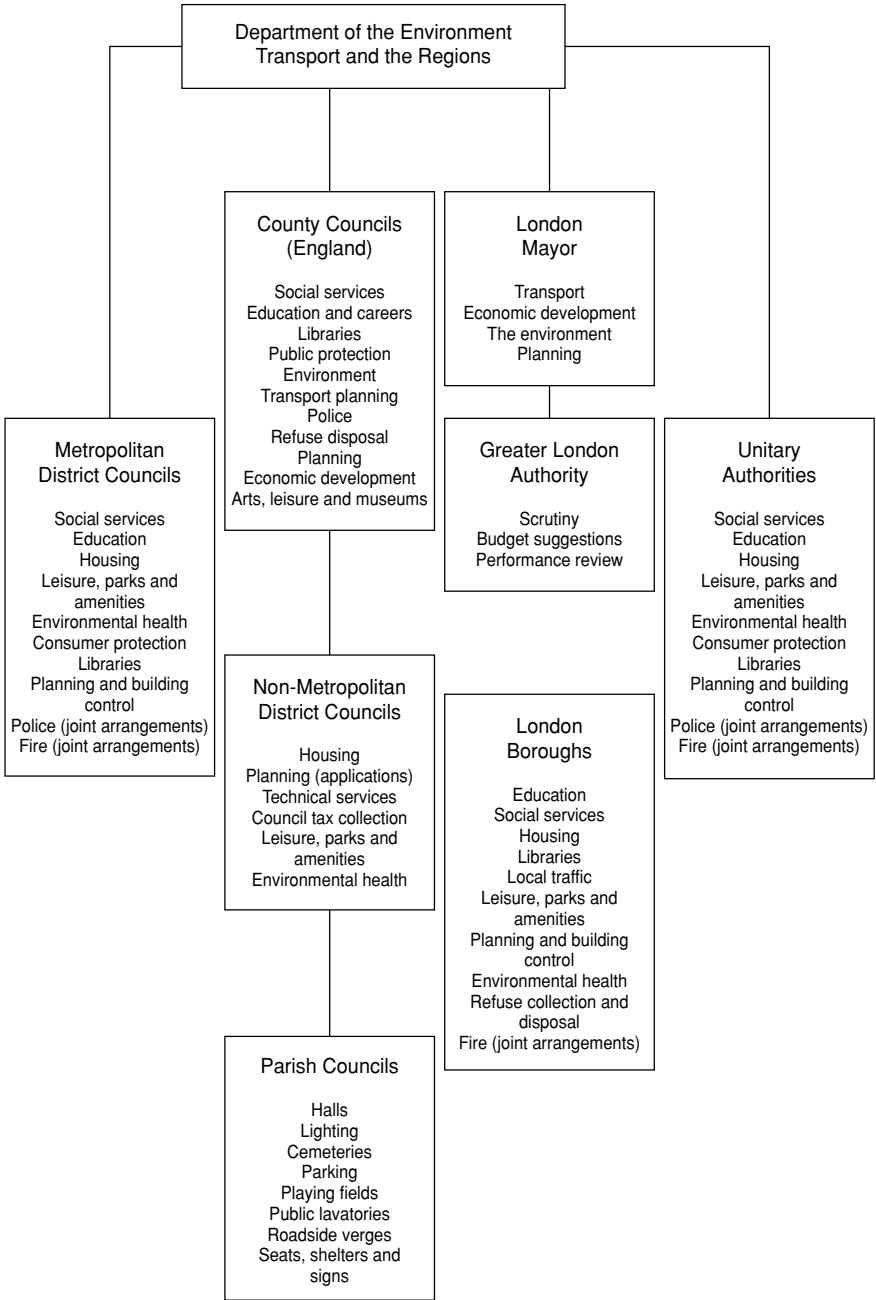 Department of the Environment
Transport and the Regions
County Councils
(England)
Social services
Education and careers
Libraries
Public protection
Environment
Transport planning
Police
Refuse disposal
Planning
Economic development
Arts, leisure and museums
London
Mayor
Transport
Economic development
The environment
Planning
Metropolitan
District Councils
Social services
Education
Housing
Leisure, parks and
amenities
Environmental health
Consumer protection
Libraries
Planning and building
control
Police (joint arrangements)
Fire (joint arrangements)
Greater London
Authority
Scrutiny
Budget suggestions
Performance review
Unitary
Authorities
Social services
Education
Housing
Leisure, parks and
amenities
Environmental health
Consumer protection
Libraries
Planning and building
control
Police (joint arrangements)
Fire (joint arrangements)
Non-Metropolitan
District Councils
Housing
Planning (applications)
Technical services
Council tax collection
Leisure, parks and
amenities
Environmental health
London
Boroughs
Education
Social services
Housing
Libraries
Local traffic
Leisure, parks and
amenities
Planning and building
control
Environmental health
Refuse collection and
disposal
Fire (joint arrangements)
Parish Councils
Halls
Lighting
Cemeteries
Parking
Playing fields
Public lavatories
Roadside verges
Seats, shelters and
signs